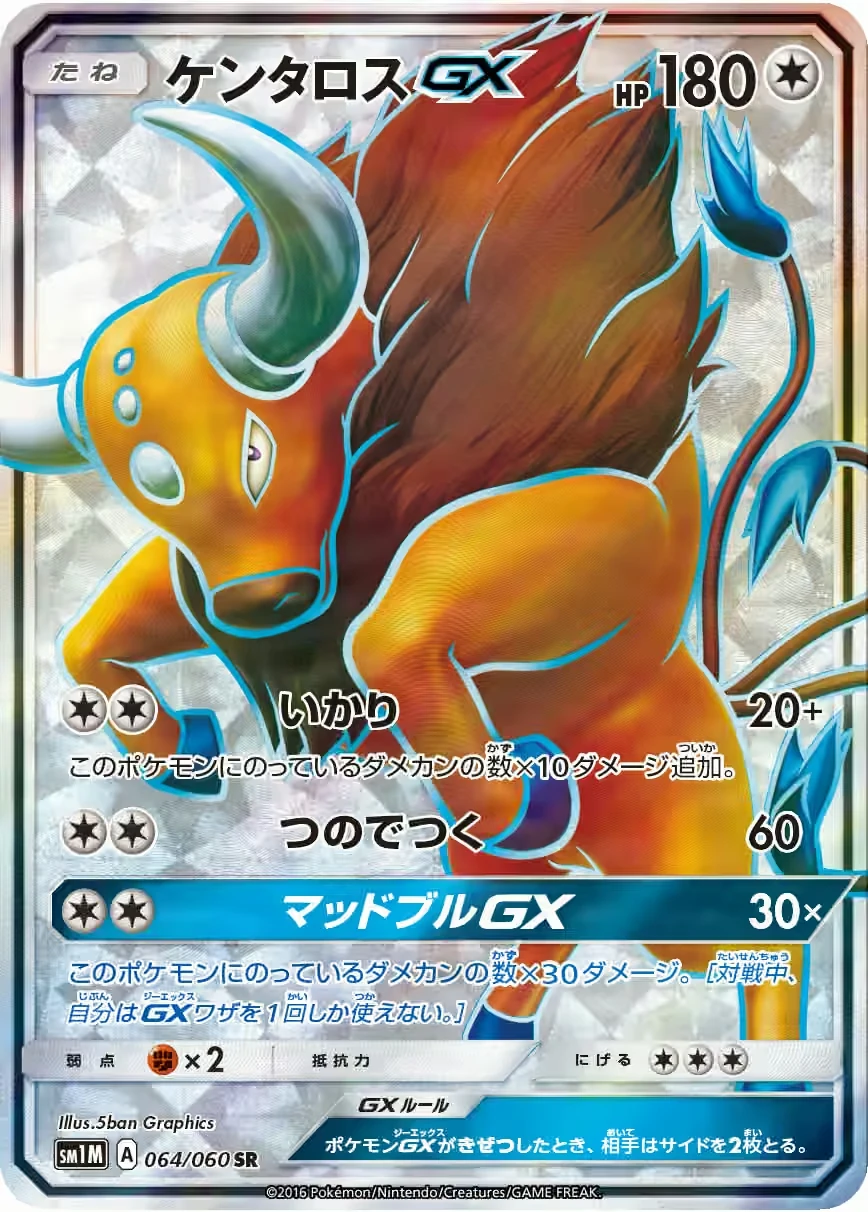 たね ケンタロスGX HP180
いかり 20+
このポケモンにのっているダメカンの数×10ダメージ追加。
つのでつく 60
マッドブルGX 30×
このポケモンにのっているダメカンの数×30ダメージ。[対戦中、
自分はGXワザを1回しか使えない。]
弱点 ×2 抵抗力 にげる
Illus.5ban Graphics
GXルール
ポケモンGXがきぜつしたとき、相手はサイドを2枚とる。
SM1M A 064/060 SR
©2016 Pokémon/Nintendo/Creatures/GAME FREAK.